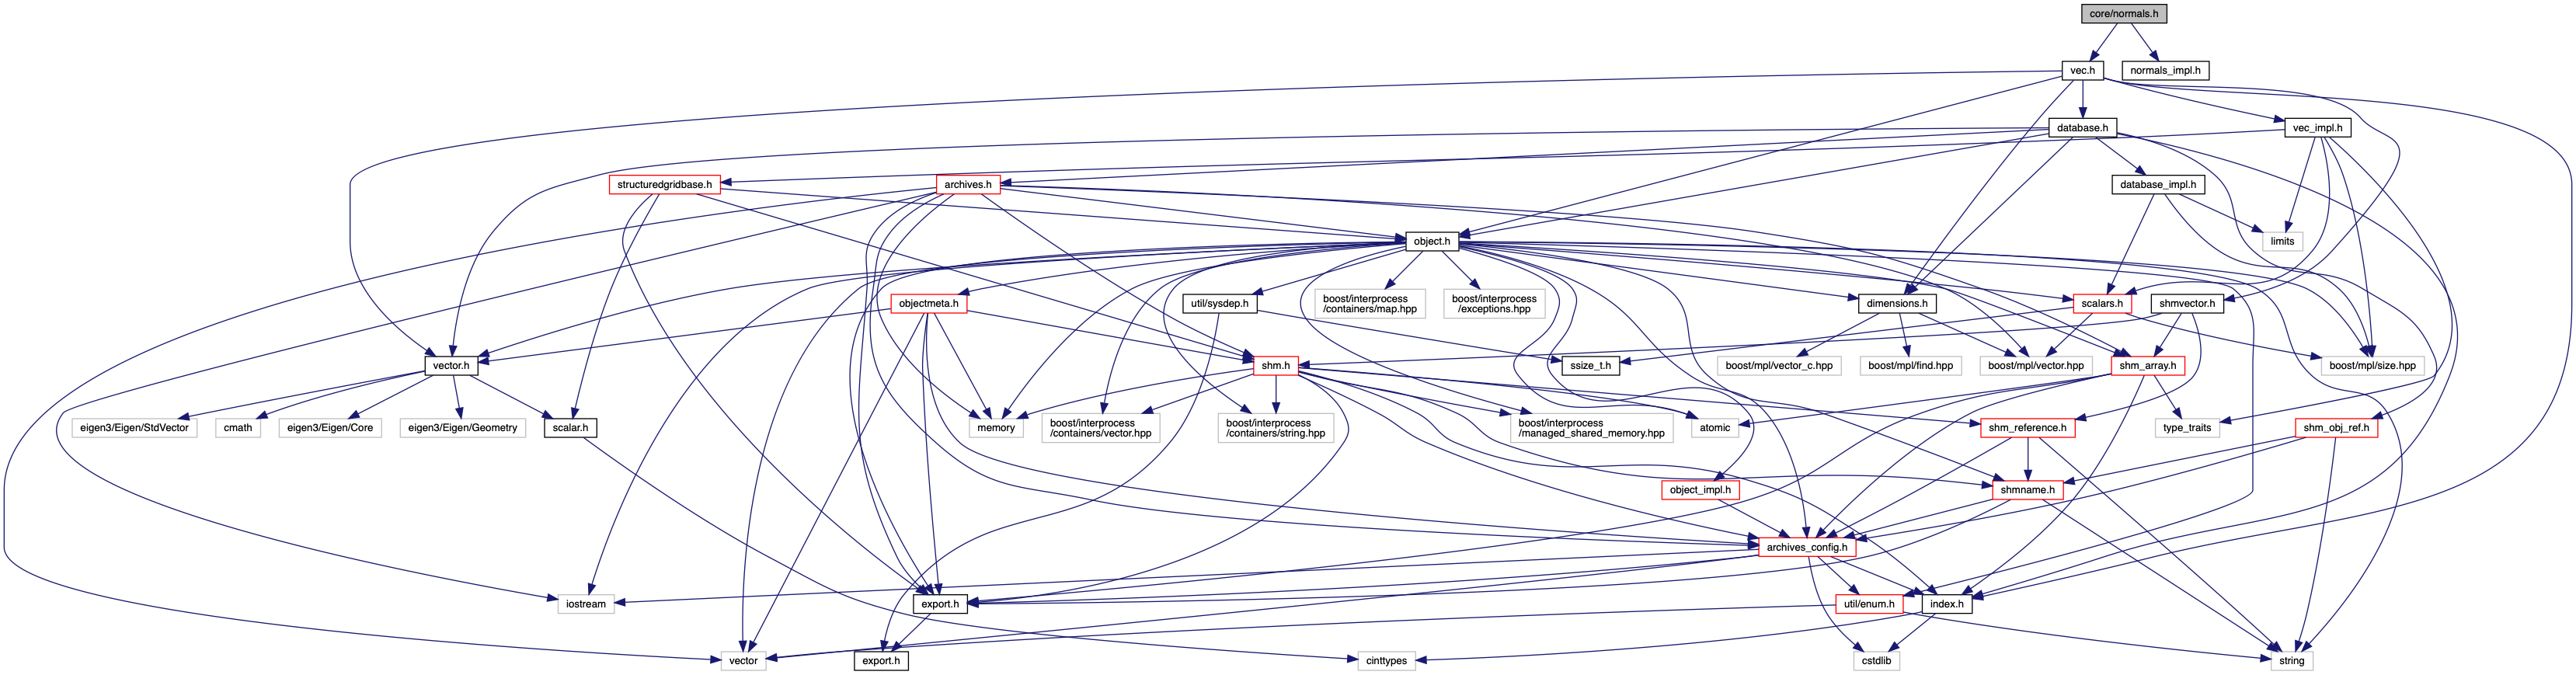 core/normals.h
vec.h
normals_impl.h
database.h
vec_impl.h
structuredgridbase.h
archives.h
database_impl.h
object.h
limits
objectmeta.h
util/sysdep.h
boost/interprocess
/containers/map.hpp
boost/interprocess
/exceptions.hpp
dimensions.h
scalars.h
shmvector.h
vector.h
shm.h
ssize_t.h
boost/mpl/vector_c.hpp
boost/mpl/find.hpp
boost/mpl/vector.hpp
shm_array.h
boost/mpl/size.hpp
eigen3/Eigen/StdVector
cmath
eigen3/Eigen/Core
eigen3/Eigen/Geometry
scalar.h
memory
boost/interprocess
/containers/vector.hpp
boost/interprocess
/containers/string.hpp
boost/interprocess
/managed_shared_memory.hpp
atomic
shm_reference.h
type_traits
shm_obj_ref.h
object_impl.h
shmname.h
archives_config.h
iostream
export.h
util/enum.h
index.h
vector
export.h
cinttypes
cstdlib
string